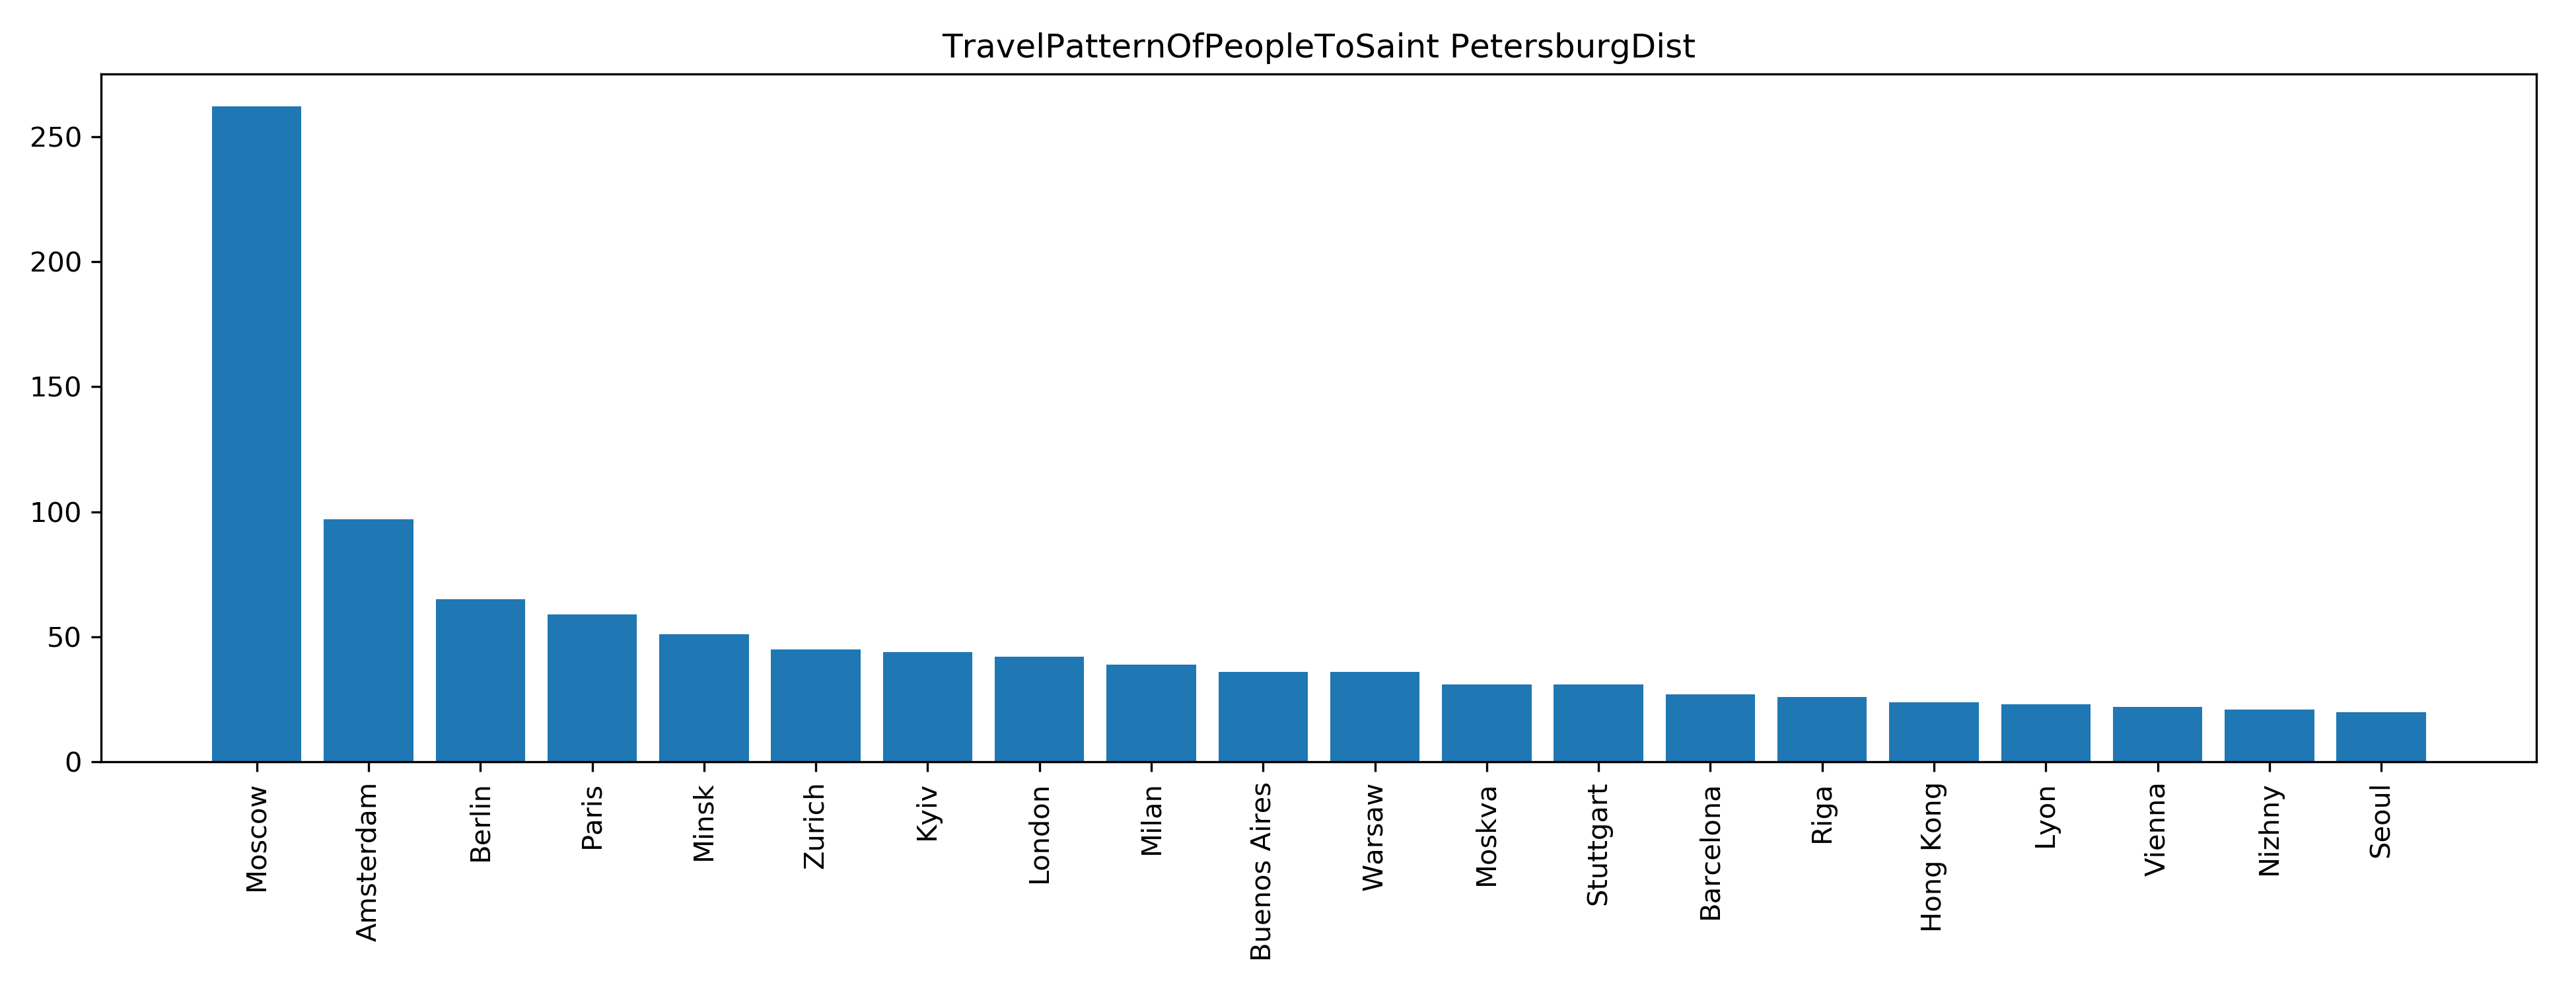 TravelPatternOfPeopleToSaint PetersburgDist
250
200
150
100
50
0
Moscow
Amsterdam
Berlin
Paris
Minsk
Zurich
Kyiv
London
Milan
Buenos Aires
Warsaw
Moskva
Stuttgart
Barcelona
Riga
Hong Kong
Lyon
Vienna
Nizhny
Seoul